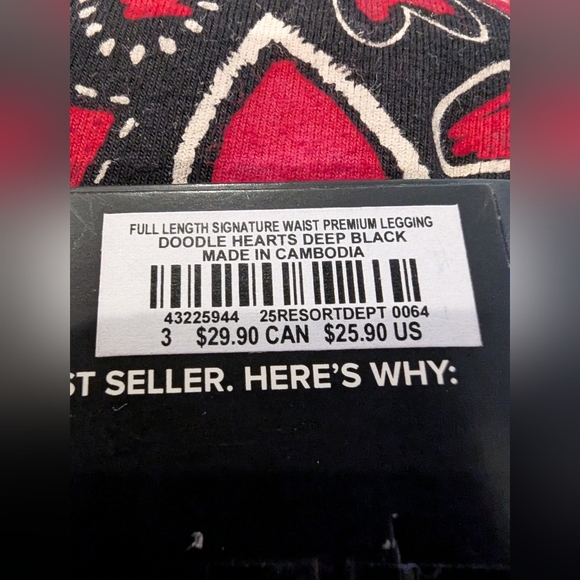 FULL LENGTH SIGNATURE WAIST PREMIUM LEGGING
DOODLE HEARTS DEEP BLACK
MADE IN CAMBODIA
43225944 25RESORTDEPT 0064
3 $29.90 CAN $25.90 US
ST SELLER. HERE'S WHY: